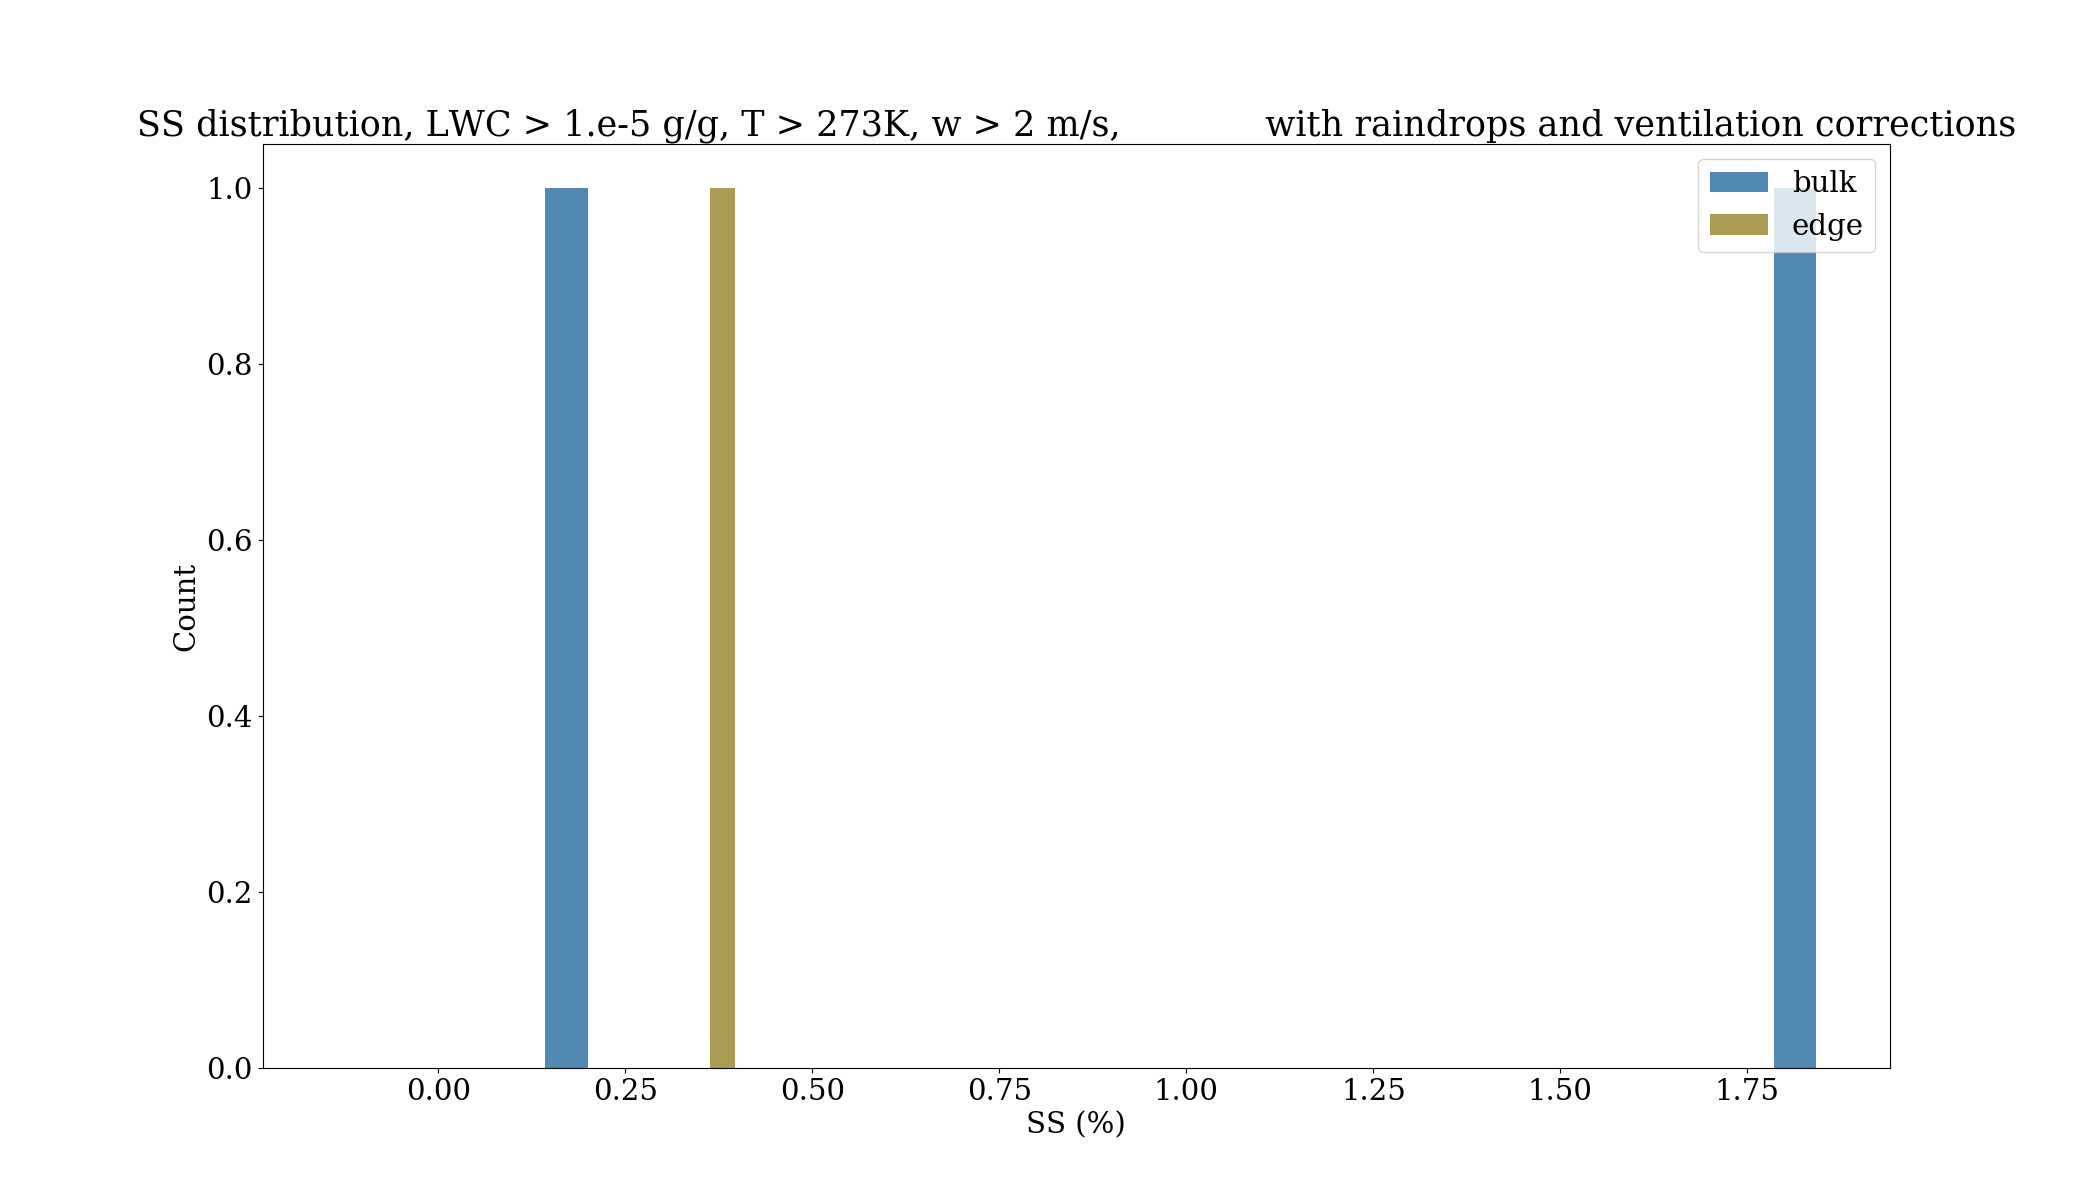 SS distribution, LWC > 1.e-5 g/g, T > 273K, w > 2 m/s,            with raindrops and ventilation corrections
bulk
edge
1.0
0.8
0.6
0.4
0.2
0.0
Count
0.00 0.25 0.50 0.75 1.00 1.25 1.50 1.75
SS (%)